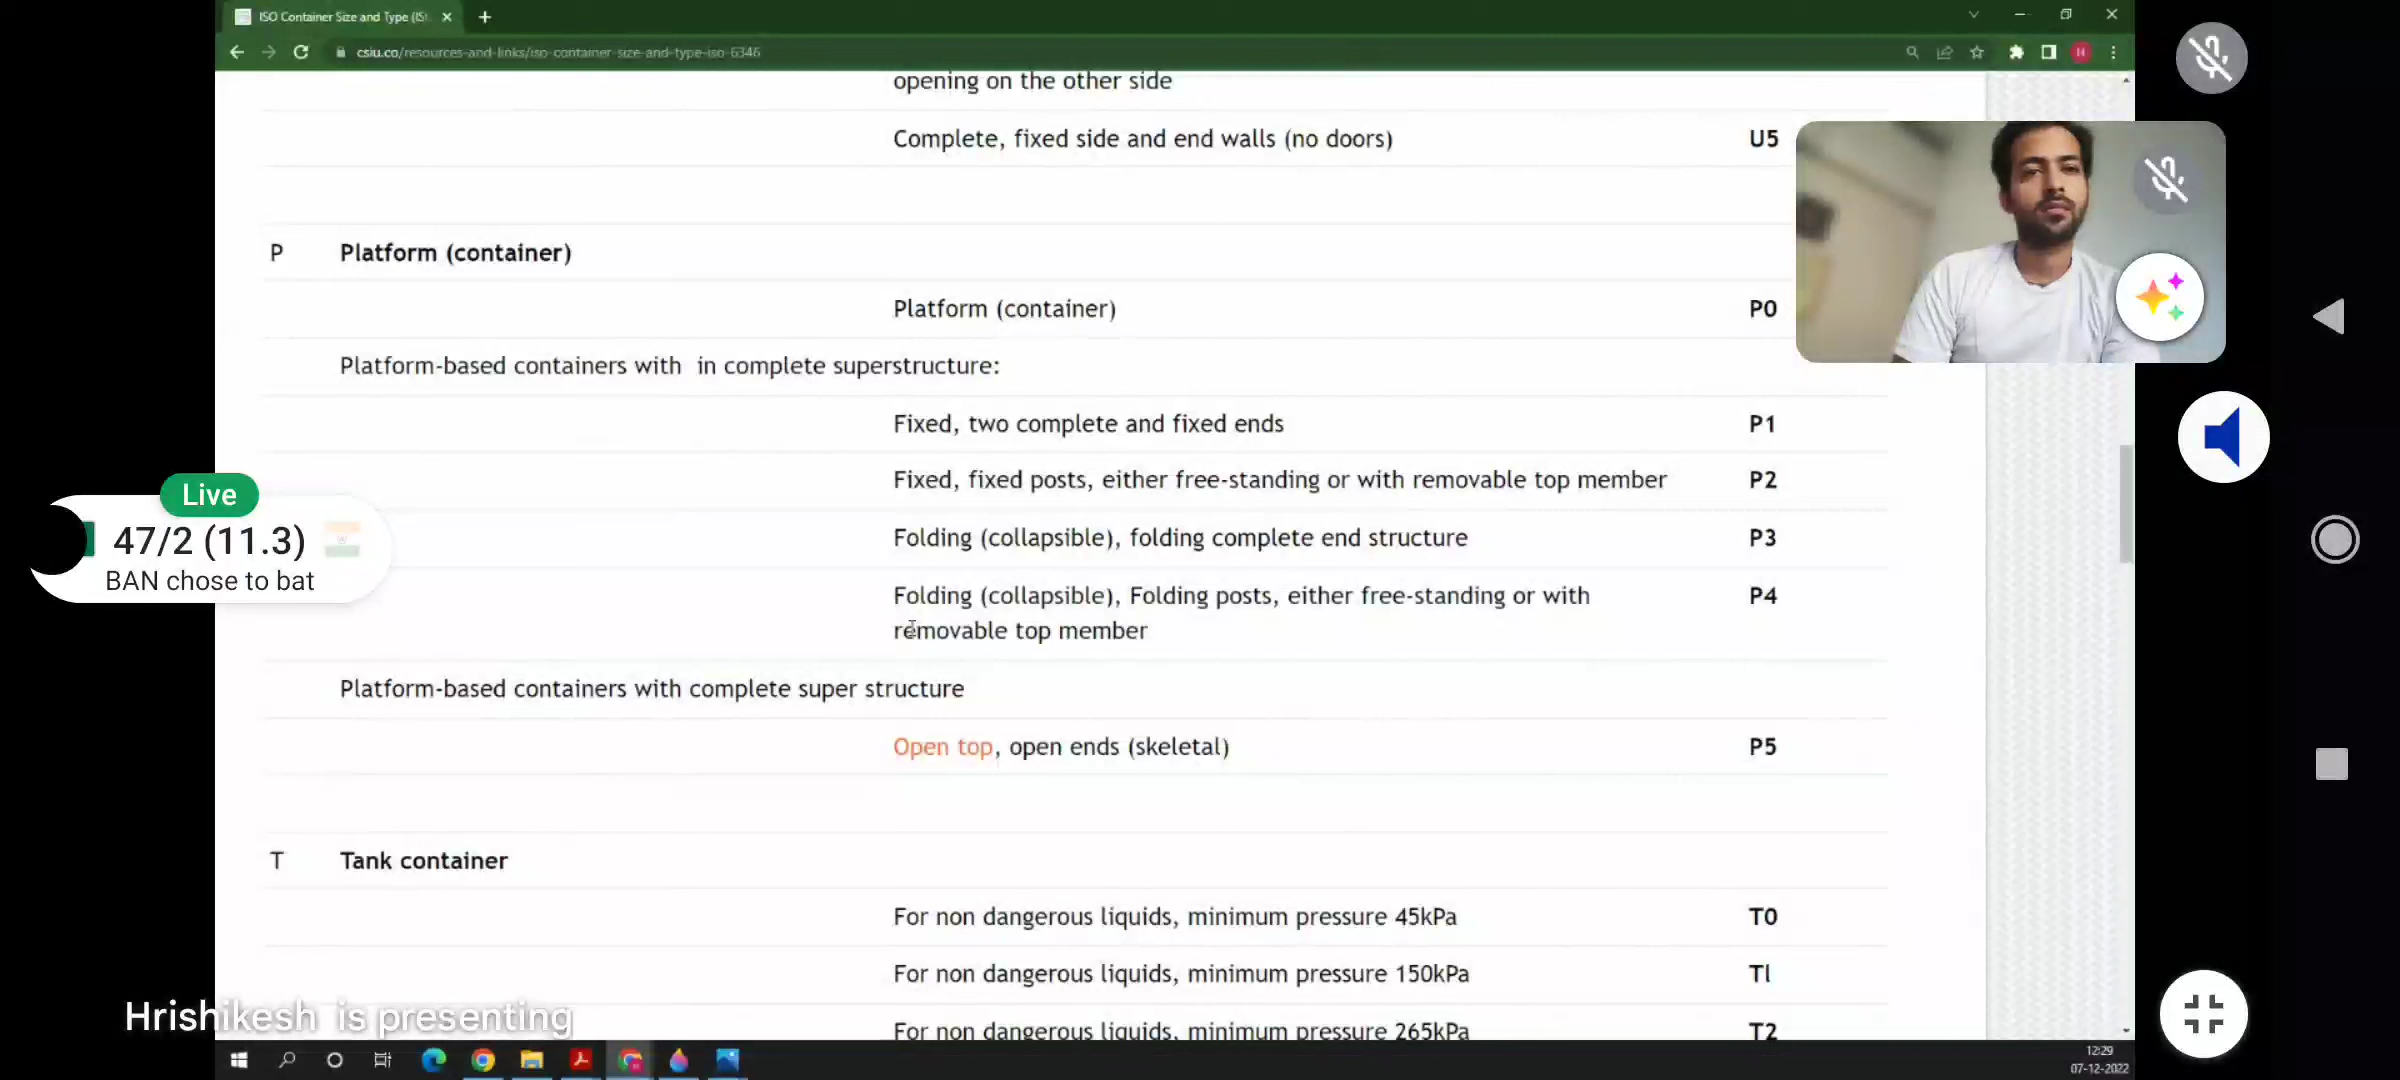 ISO Container Size and Type (IS
csiu.co/resources-and-links/iso-container-size-and-type-iso-6346
opening on the other side
Complete, fixed side and end walls (no doors) U5
P Platform (container)
Platform (container) P0
Platform-based containers with in complete superstructure:
Fixed, two complete and fixed ends P1
Fixed, fixed posts, either free-standing or with removable top member P2
Live
47/2 (11.3)
BAN chose to bat
Folding (collapsible), folding complete end structure P3
Folding (collapsible), Folding posts, either free-standing or with P4
removable top member
Platform-based containers with complete super structure
Open top, open ends (skeletal) P5
T Tank container
For non dangerous liquids, minimum pressure 45kPa T0
For non dangerous liquids, minimum pressure 150kPa Tl
For non dangerous liquids, minimum pressure 265kPa T2
Hrishikesh is presenting
12:29
07-12-2022